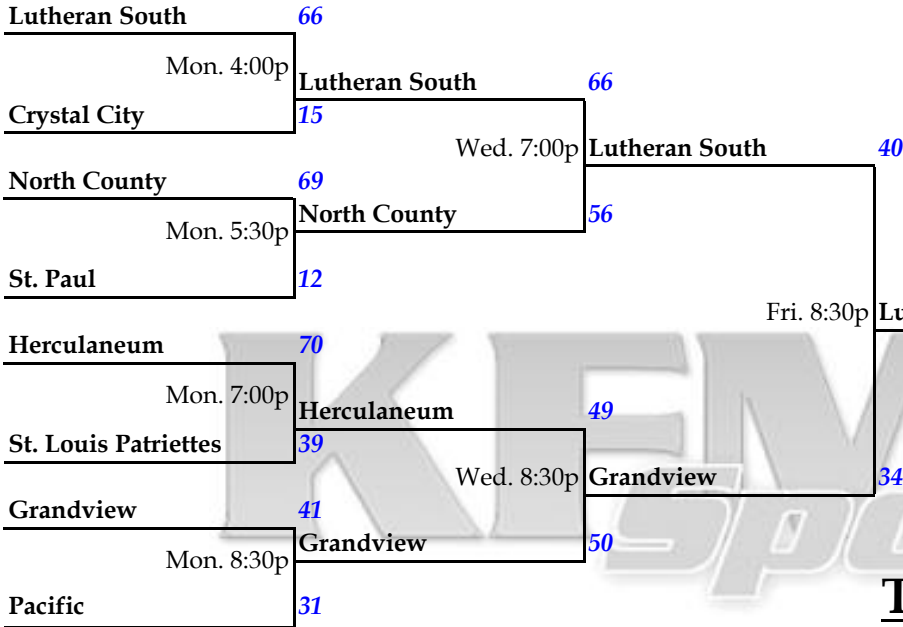 Lutheran South 66
Mon. 4:00p
Lutheran South 66
Crystal City 15
Wed. 7:00p Lutheran South 40
North County 69
North County 56
Mon. 5:30p
St. Paul 12
Fri. 8:30p Lu
Herculaneum 70
Mon. 7:00p
Herculaneum 49
St. Louis Patriettes 39
Wed. 8:30p Grandview 34
Grandview 41
Grandview 50
Mon. 8:30p
Pacific 31
T
KFM
Spo